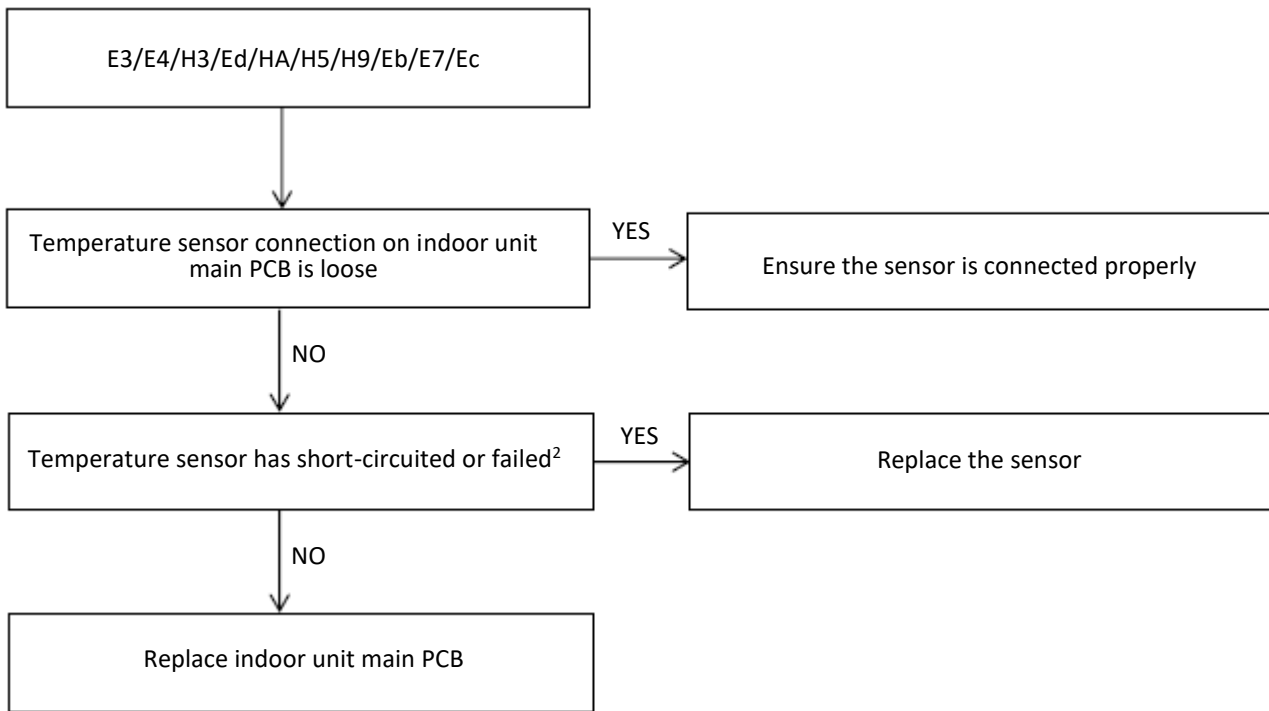 E3/E4/H3/Ed/HA/H5/H9/Eb/E7/Ec
Temperature sensor connection on indoor unit
main PCB is loose
YES
Ensure the sensor is connected properly
NO
Temperature sensor has short-circuited or failed²
YES
Replace the sensor
NO
Replace indoor unit main PCB